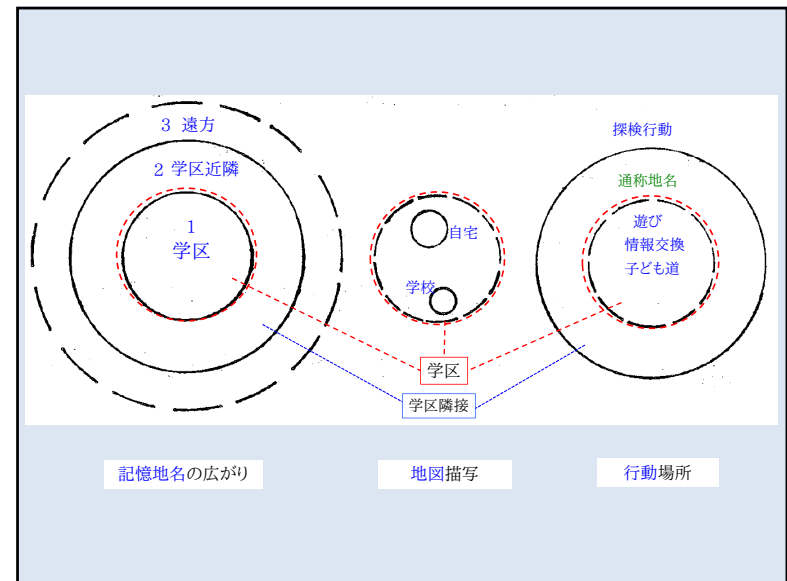 3 遠方
2 学区近隣
1
学区
自宅
学校
探検行動
通称地名
遊び
情報交換
子ども道
学区
学区隣接
記憶地名の広がり
地図描写
行動場所